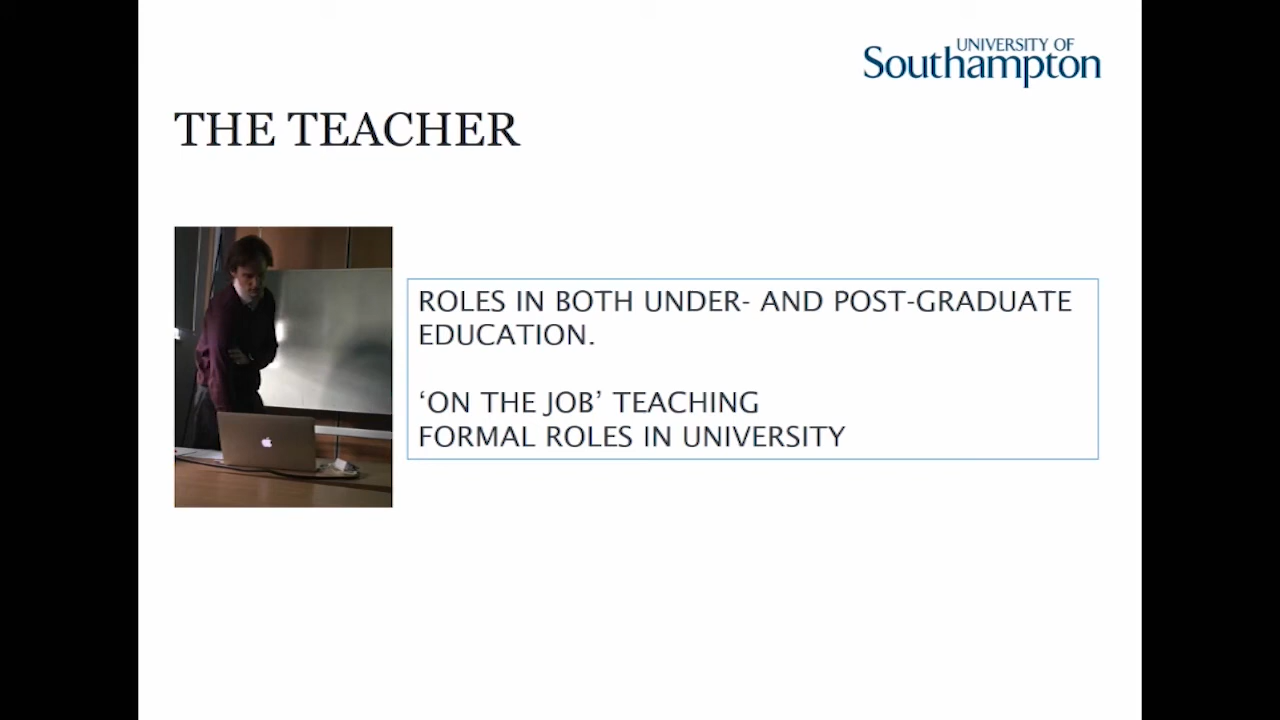 UNIVERSITY OF
Southampton
THE TEACHER
ROLES IN BOTH UNDER- AND POST-GRADUATE
EDUCATION.
‘ON THE JOB’ TEACHING
FORMAL ROLES IN UNIVERSITY